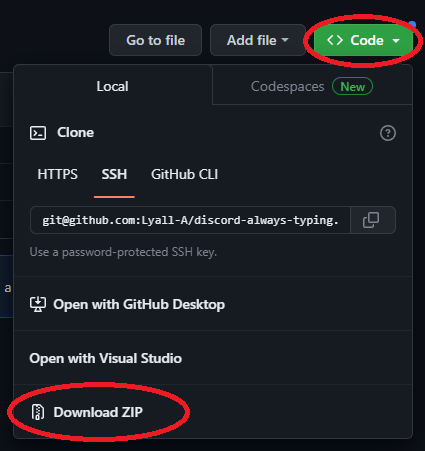 Go to file Add file <> Code
Local Codespaces New
Clone
HTTPS SSH GitHub CLI
git@github.com:Lyall-A/discord-always-typing.
Use a password-protected SSH key.
a
Open with GitHub Desktop
Open with Visual Studio
Download ZIP